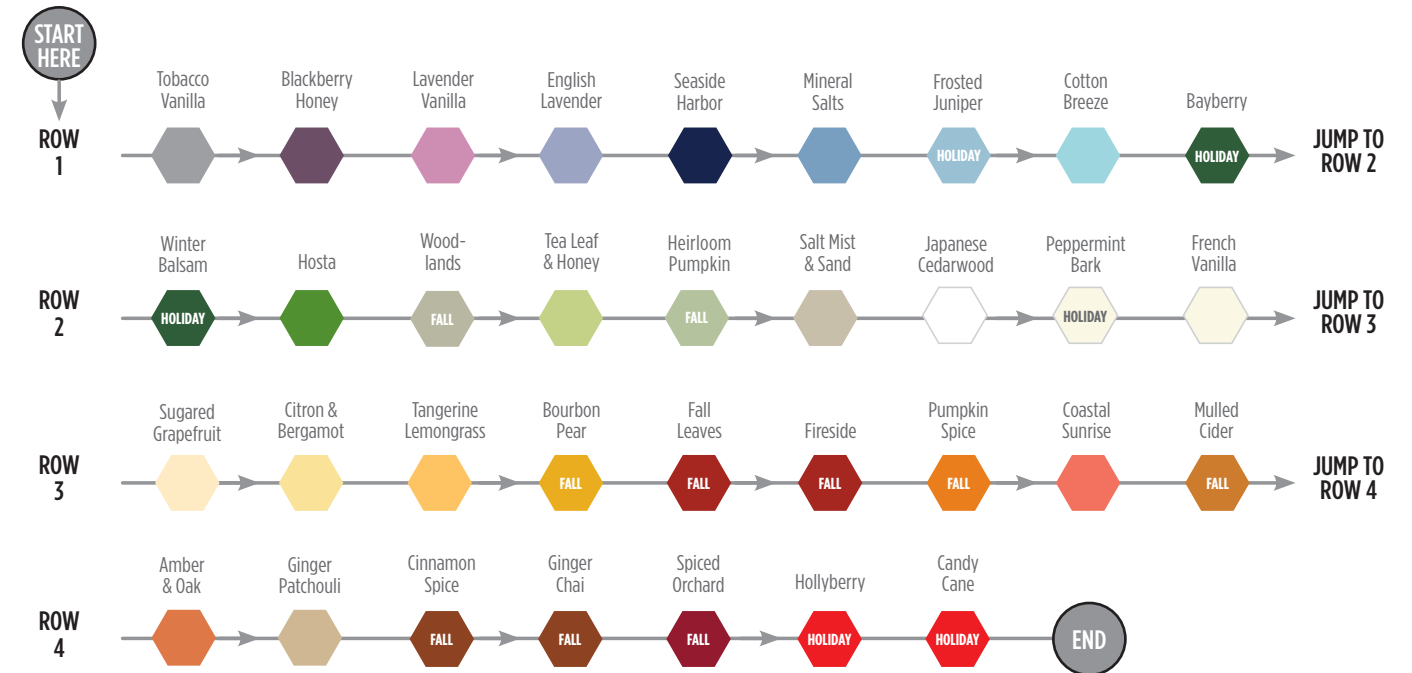 START
HERE
ROW
1
Tobacco
Vanilla
Blackberry
Honey
Lavender
Vanilla
English
Lavender
Seaside
Harbor
Mineral
Salts
Frosted
Juniper
HOLIDAY
Cotton
Breeze
Bayberry
HOLIDAY
JUMP TO
ROW 2
ROW
2
Winter
Balsam
HOLIDAY
Hosta
Wood-
lands
FALL
Tea Leaf
& Honey
Heirloom
Pumpkin
FALL
Salt Mist
& Sand
Japanese
Cedarwood
Peppermint
Bark
HOLIDAY
French
Vanilla
JUMP TO
ROW 3
ROW
3
Sugared
Grapefruit
Citron &
Bergamot
Tangerine
Lemongrass
Bourbon
Pear
FALL
Fall
Leaves
FALL
Fireside
FALL
Pumpkin
Spice
FALL
Coastal
Sunrise
Mulled
Cider
FALL
JUMP TO
ROW 4
ROW
4
Amber
& Oak
Ginger
Patchouli
Cinnamon
Spice
FALL
Ginger
Chai
FALL
Spiced
Orchard
FALL
Hollyberry
HOLIDAY
Candy
Cane
HOLIDAY
END